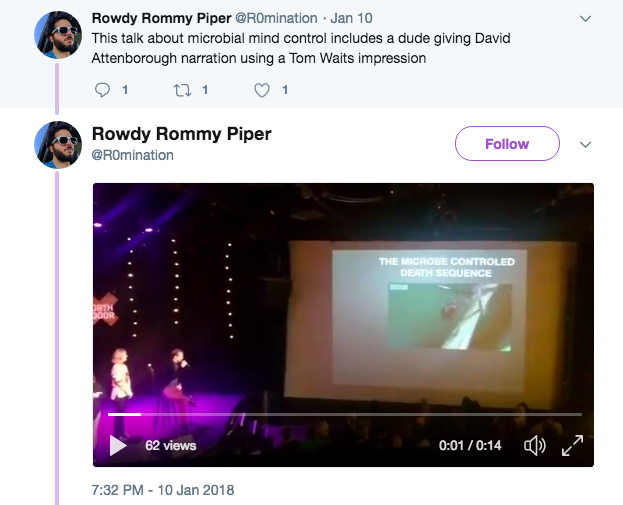 Rowdy Rommy Piper @R0mination · Jan 10
This talk about microbial mind control includes a dude giving David
Attenborough narration using a Tom Waits impression
1 1 1
Rowdy Rommy Piper
@R0mination
Follow
THE MICROBE CONTROLED
DEATH SEQUENCE
BBC
62 views
0:01 / 0:14
7:32 PM - 10 Jan 2018